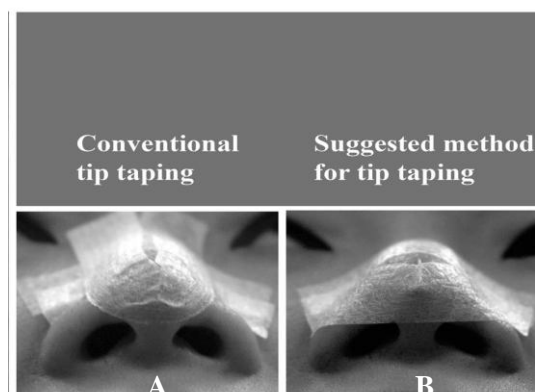 Conventional
tip taping
Suggested method
for tip taping
A
B